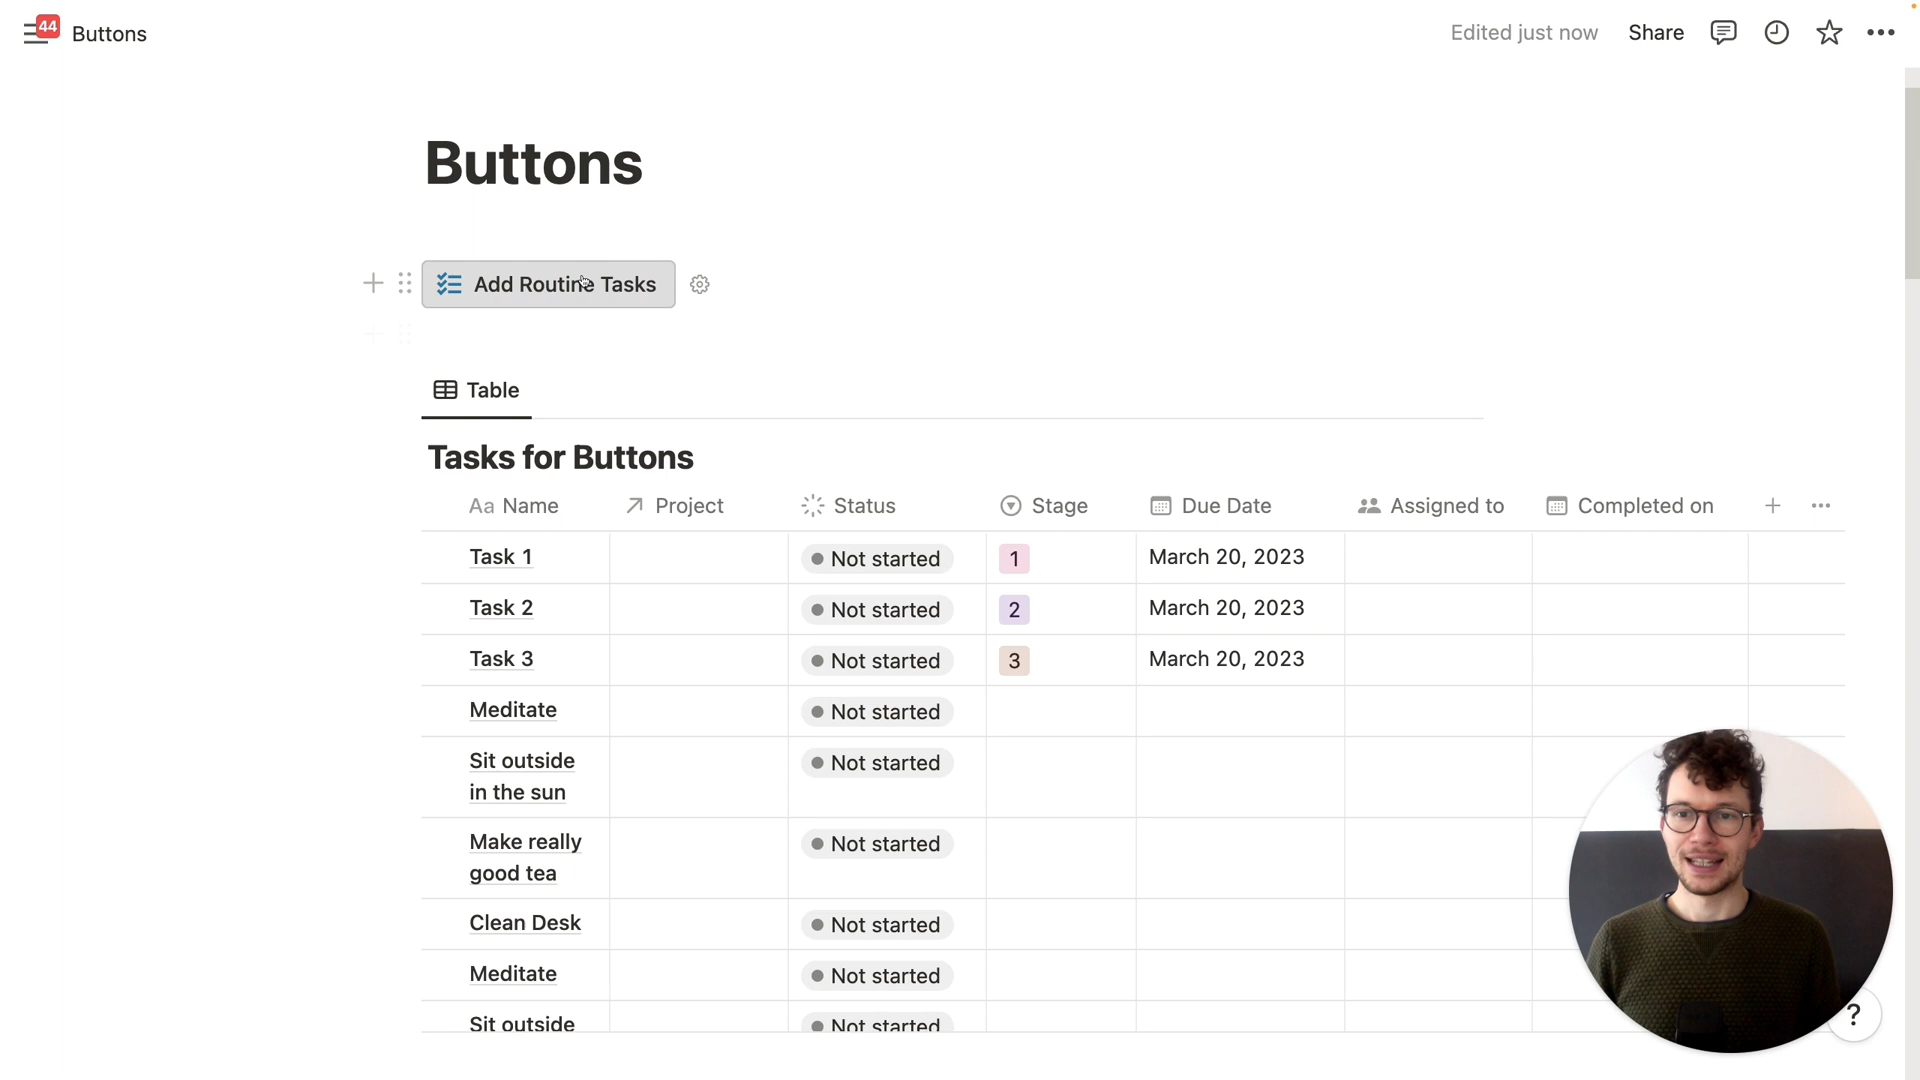 44 Buttons Edited just now Share
Buttons
Add Routine Tasks
Table
Tasks for Buttons
Aa Name Project Status Stage Due Date Assigned to Completed on
Task 1 Not started 1 March 20, 2023
Task 2 Not started 2 March 20, 2023
Task 3 Not started 3 March 20, 2023
Meditate Not started
Sit outside Not started
in the sun
Make really Not started
good tea
Clean Desk Not started
Meditate Not started
Sit outside Not started
?